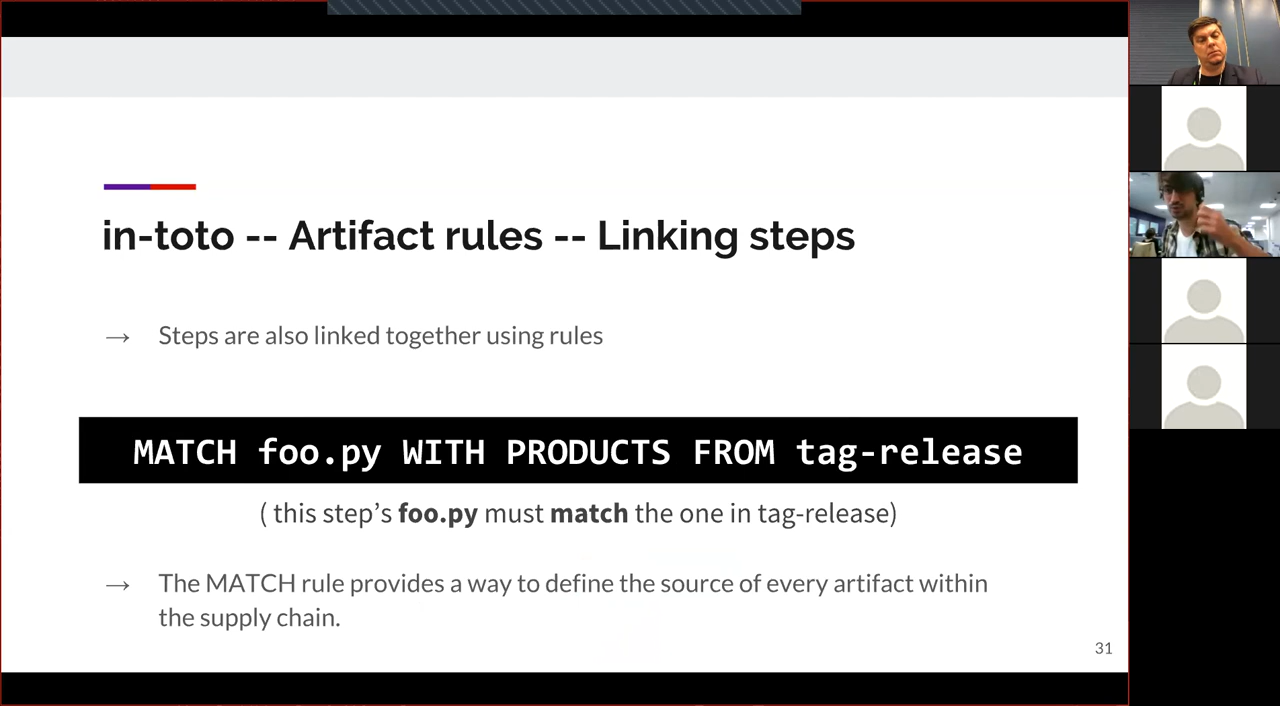 in-toto -- Artifact rules -- Linking steps
→ Steps are also linked together using rules
MATCH foo.py WITH PRODUCTS FROM tag-release
( this step’s foo.py must match the one in tag-release)
→ The MATCH rule provides a way to define the source of every artifact within
the supply chain.
31